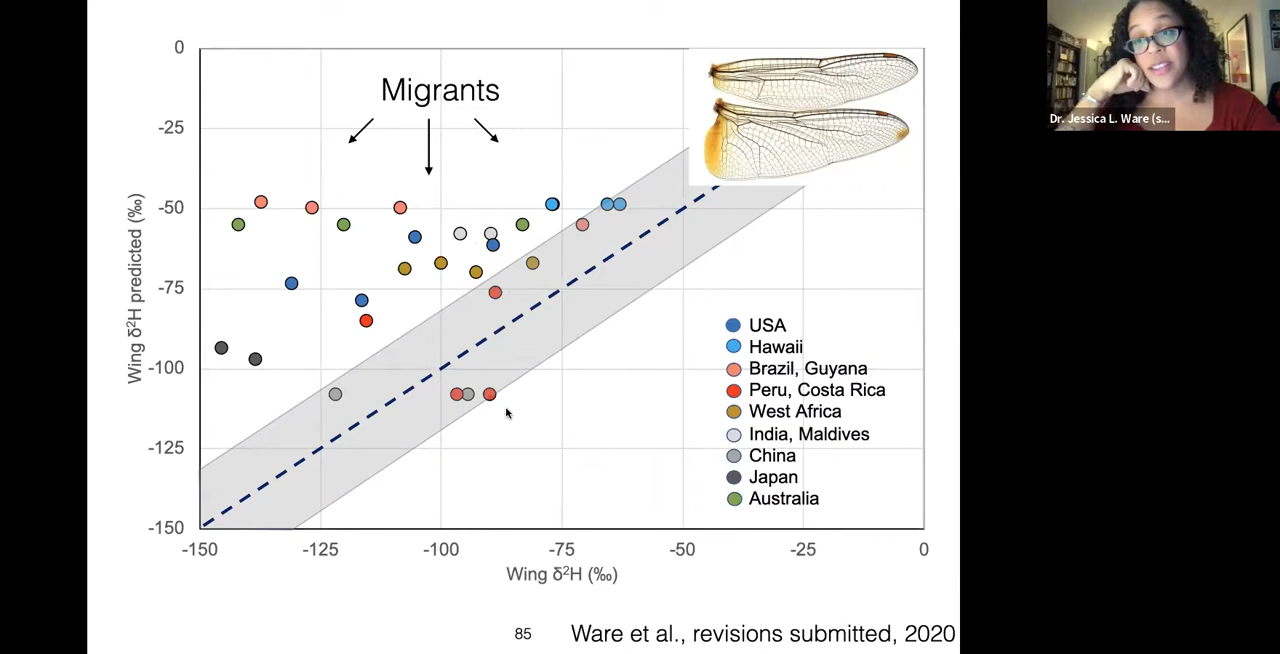 Migrants
0
-25
-50
-75
-100
-125
-150
Wing δ²H predicted (‰)
-150
-125
-100
-75
-50
-25
0
Wing δ²H (‰)
USA
Hawaii
Brazil, Guyana
Peru, Costa Rica
West Africa
India, Maldives
China
Japan
Australia
85
Ware et al., revisions submitted, 2020
Dr. Jessica L. Ware (s...